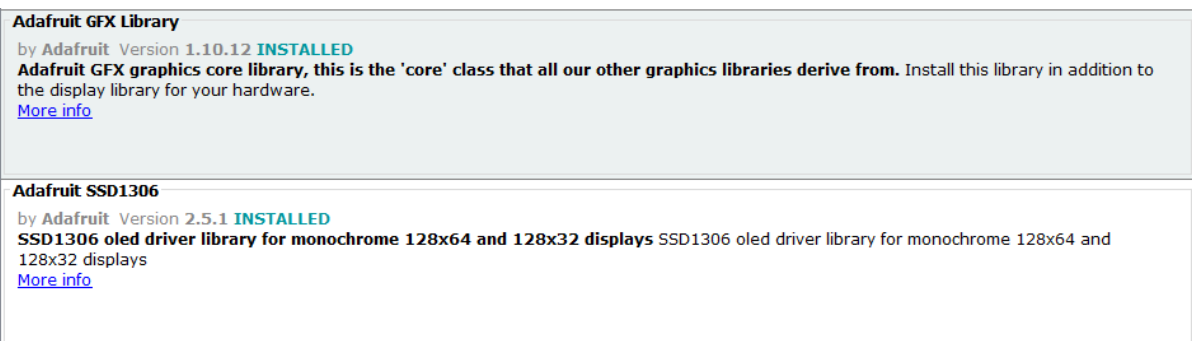 Adafruit GFX Library
by Adafruit Version 1.10.12 INSTALLED
Adafruit GFX graphics core library, this is the 'core' class that all our other graphics libraries derive from. Install this library in addition to
the display library for your hardware.
More info
Adafruit SSD1306
by Adafruit Version 2.5.1 INSTALLED
SSD1306 oled driver library for monochrome 128x64 and 128x32 displays SSD1306 oled driver library for monochrome 128x64 and
128x32 displays
More info